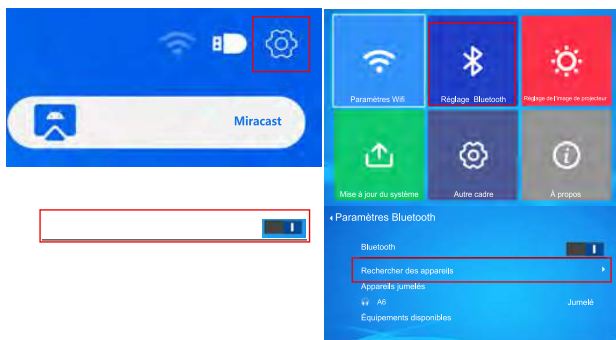 Miracast
Paramètres Wifi
Réglage Bluetooth
Réglage de l'image de projecteur
Mise à jour du système
Autre cadre
À propos
Paramètres Bluetooth
Bluetooth
Rechercher des appareils
Appareils jumelés
A6 Jumelé
Équipements disponibles